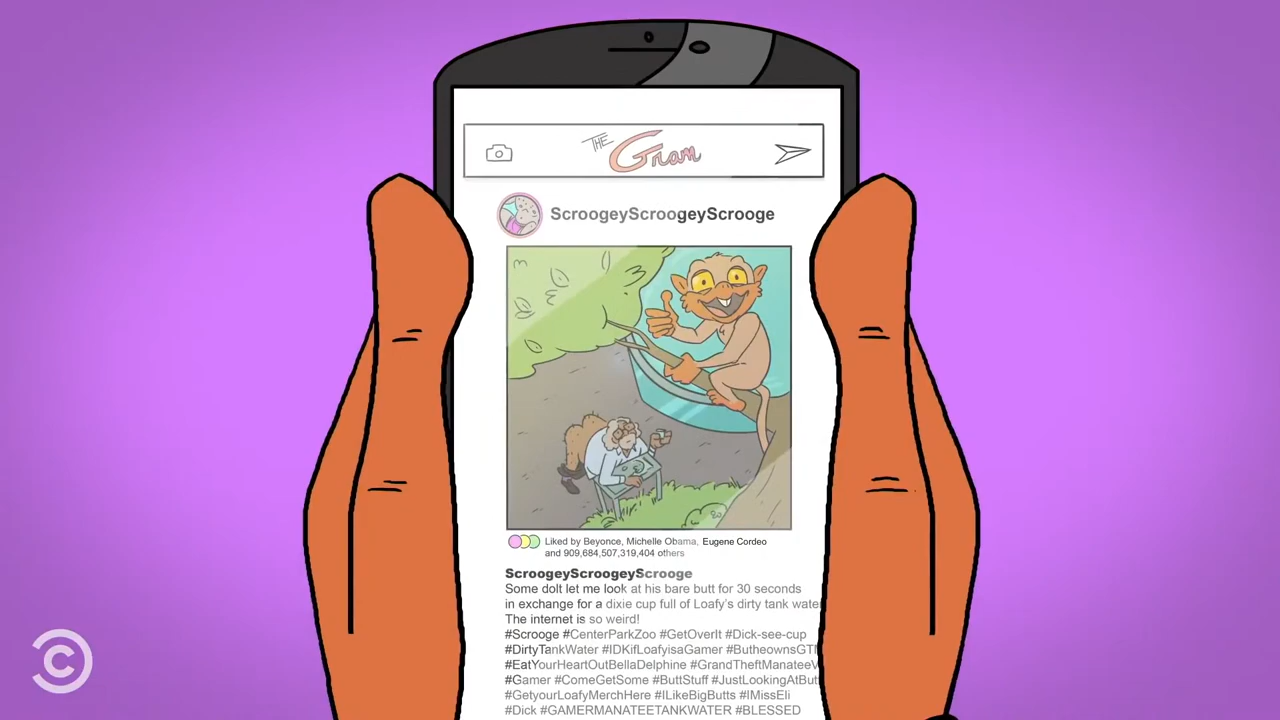 THE Gram
ScroogeyScroogeyScrooge
Liked by Beyonce, Michelle Obama, Eugene Cordeo
and 909,684,507,319,404 others
ScroogeyScroogeyScrooge
Some dolt let me look at his bare butt for 30 seconds
in exchange for a dixie cup full of Loafy's dirty tank water
The internet is so weird!
#Scrooge #CenterParkZoo #GetOverIt #Dick-see-cup
#DirtyTankWater #IDKifLoafyisaGamer #ButheownsGT
#EatYourHeartOutBellaDelphine #GrandTheftManateeV
#Gamer #ComeGetSome #ButtStuff #JustLookingAtBut
#GetyourLoafyMerchHere #ILikeBigButts #IMissEli
#Dick #GAMERMANATEETANKWATER #BLESSED